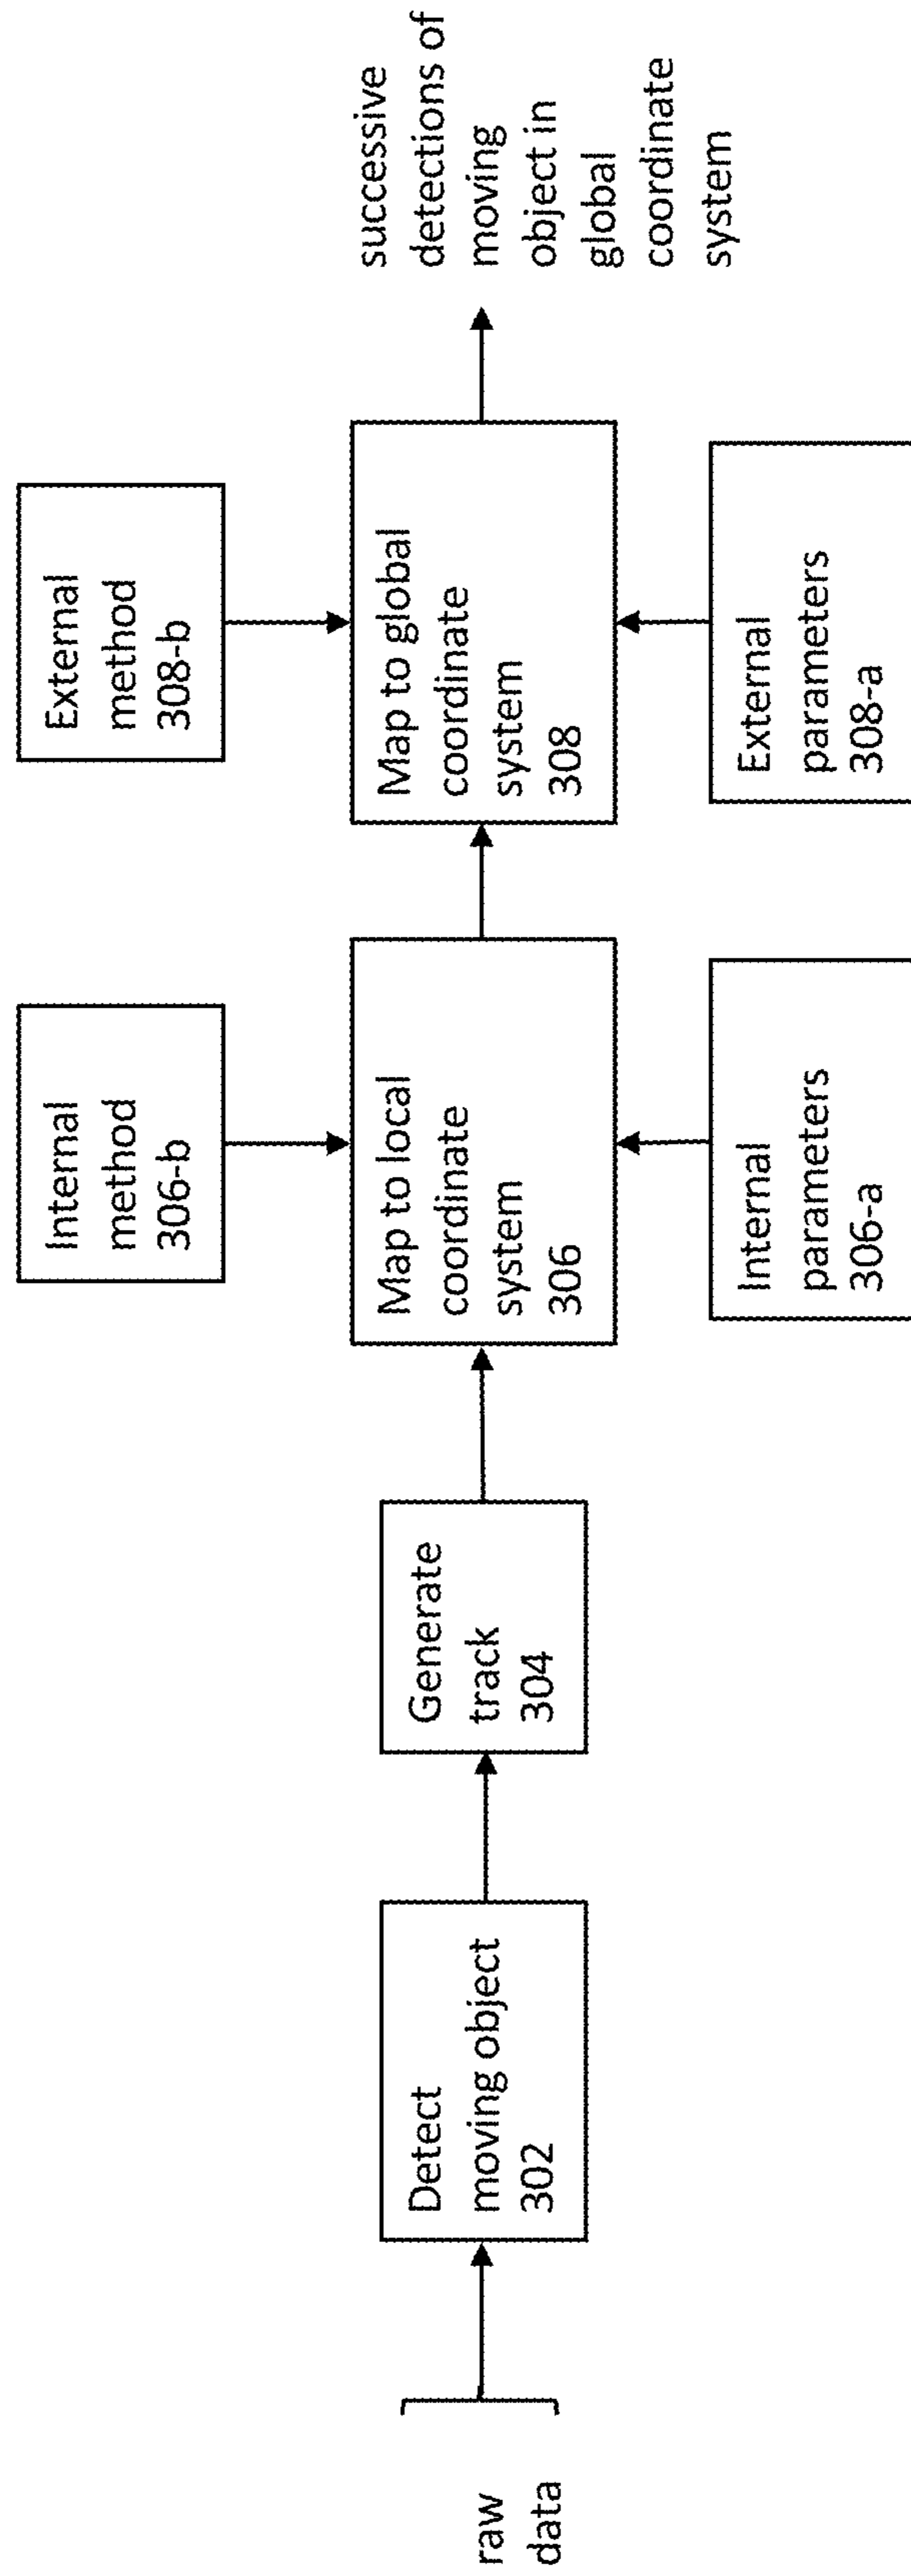 raw
data
Detect
moving object
302
Generate
track
304
Internal
method
306-b
Map to local
coordinate
system
306
Internal
parameters
306-a
External
method
308-b
Map to global
coordinate
system
308
External
parameters
308-a
successive
detections of
moving
object in
global
coordinate
system